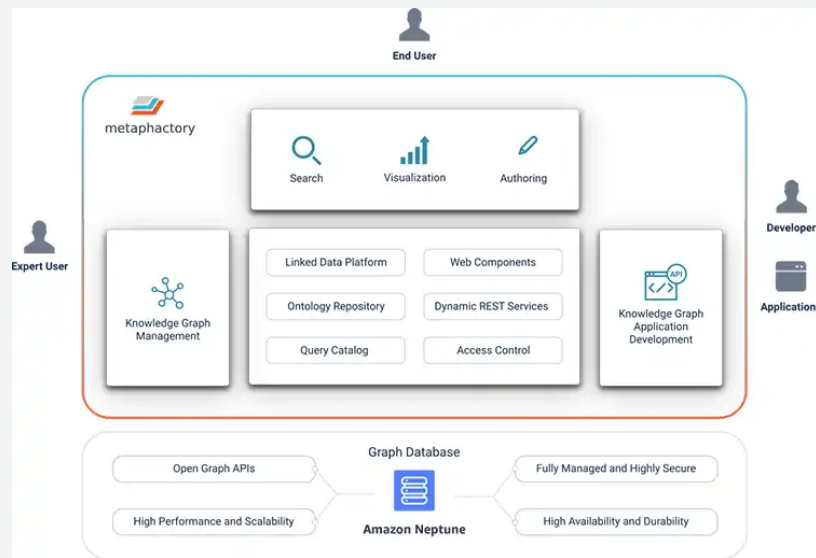 End User
metaphactory
Search
Visualization
Authoring
Expert User
Developer
Application
Knowledge Graph
Management
Linked Data Platform
Web Components
Ontology Repository
Dynamic REST Services
Query Catalog
Access Control
API
</>
Knowledge Graph
Application
Development
Graph Database
Open Graph APIs
Fully Managed and Highly Secure
High Performance and Scalability
High Availability and Durability
Amazon Neptune